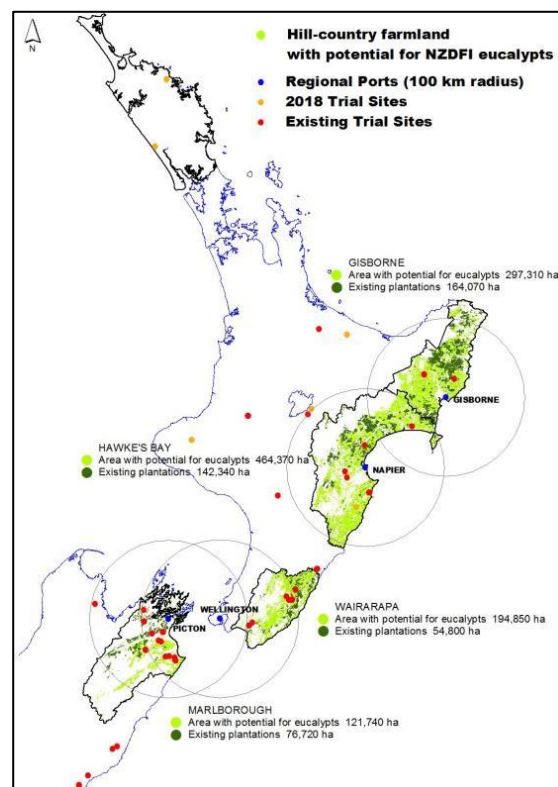 N
Hill-country farmland
with potential for NZDFI eucalypts
Regional Ports (100 km radius)
2018 Trial Sites
Existing Trial Sites
GISBORNE
Area with potential for eucalypts 297,310 ha
Existing plantations 164,070 ha
GISBORNE
HAWKE'S BAY
Area with potential for eucalypts 464,370 ha
Existing plantations 142,340 ha
NAPIER
WELLINGTON
PICTON
WAIRARAPA
Area with potential for eucalypts 194,850 ha
Existing plantations 54,800 ha
MARLBOROUGH
Area with potential for eucalypts 121,740 ha
Existing plantations 76,720 ha